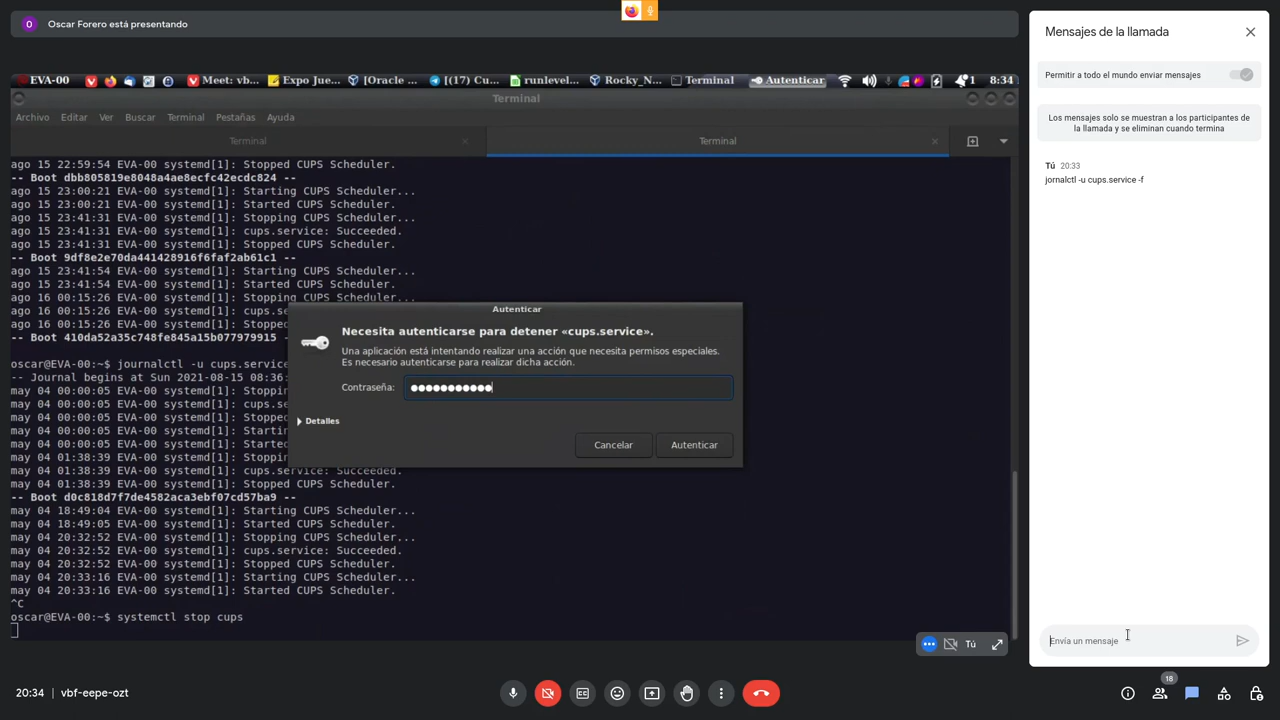 O Oscar Forero está presentando
EVA-00 Meet: vb... Expo Jue... [Oracle ... [(17) Cu... runlevel... Rocky_N... Terminal Autenticar 1 8:34
Terminal
Archivo Editar Ver Buscar Terminal Pestañas Ayuda
Terminal Terminal
ago 15 22:59:54 EVA-00 systemd[1]: Stopped CUPS Scheduler.
-- Boot dbb805819e8048a4ae8ecfc42ecdc824 --
ago 15 23:00:21 EVA-00 systemd[1]: Starting CUPS Scheduler...
ago 15 23:00:21 EVA-00 systemd[1]: Started CUPS Scheduler.
ago 15 23:41:31 EVA-00 systemd[1]: Stopping CUPS Scheduler...
ago 15 23:41:31 EVA-00 systemd[1]: cups.service: Succeeded.
ago 15 23:41:31 EVA-00 systemd[1]: Stopped CUPS Scheduler.
-- Boot 9df8e2e70da441428916f6faf2ab61c1 --
ago 15 23:41:54 EVA-00 systemd[1]: Starting CUPS Scheduler...
ago 15 23:41:54 EVA-00 systemd[1]: Started CUPS Scheduler.
ago 16 00:15:26 EVA-00 systemd[1]: Stopping CUPS Scheduler...
ago 16 00:15:26 EVA-00 systemd[1]: cups.s
ago 16 00:15:26 EVA-00 systemd[1]: Stoppe
-- Boot 410da52a35c748fe845a15b077979915 --
oscar@EVA-00:~$ journalctl -u cups.service
-- Journal begins at Sun 2021-08-15 08:36:
may 04 00:00:05 EVA-00 systemd[1]: Stoppin
may 04 00:00:05 EVA-00 systemd[1]: cups.se
may 04 00:00:05 EVA-00 systemd[1]: Stopped
may 04 00:00:05 EVA-00 systemd[1]: Startin
may 04 00:00:05 EVA-00 systemd[1]: Started
may 04 01:38:39 EVA-00 systemd[1]: Stoppin
may 04 01:38:39 EVA-00 systemd[1]: cups.service: Succeeded.
may 04 01:38:39 EVA-00 systemd[1]: Stopped CUPS Scheduler.
-- Boot d0c818d7f7de4582aca3ebf07cd57ba9 --
may 04 18:49:04 EVA-00 systemd[1]: Starting CUPS Scheduler...
may 04 18:49:05 EVA-00 systemd[1]: Started CUPS Scheduler.
may 04 20:32:52 EVA-00 systemd[1]: Stopping CUPS Scheduler...
may 04 20:32:52 EVA-00 systemd[1]: cups.service: Succeeded.
may 04 20:32:52 EVA-00 systemd[1]: Stopped CUPS Scheduler.
may 04 20:33:16 EVA-00 systemd[1]: Starting CUPS Scheduler...
may 04 20:33:16 EVA-00 systemd[1]: Started CUPS Scheduler.
^C
oscar@EVA-00:~$ systemctl stop cups
Autenticar
Necesita autenticarse para detener «cups.service».
Una aplicación está intentando realizar una acción que necesita permisos especiales.
Es necesario autenticarse para realizar dicha acción.
Contraseña: ●●●●●●●●●●●
Detalles
Cancelar Autenticar
Tú
20:34 vbf-eepe-ozt
Mensajes de la llamada
Permitir a todo el mundo enviar mensajes
Los mensajes solo se muestran a los participantes de
la llamada y se eliminan cuando termina
Tú 20:33
jornalctl -u cups.service -f
Envía un mensaje
18